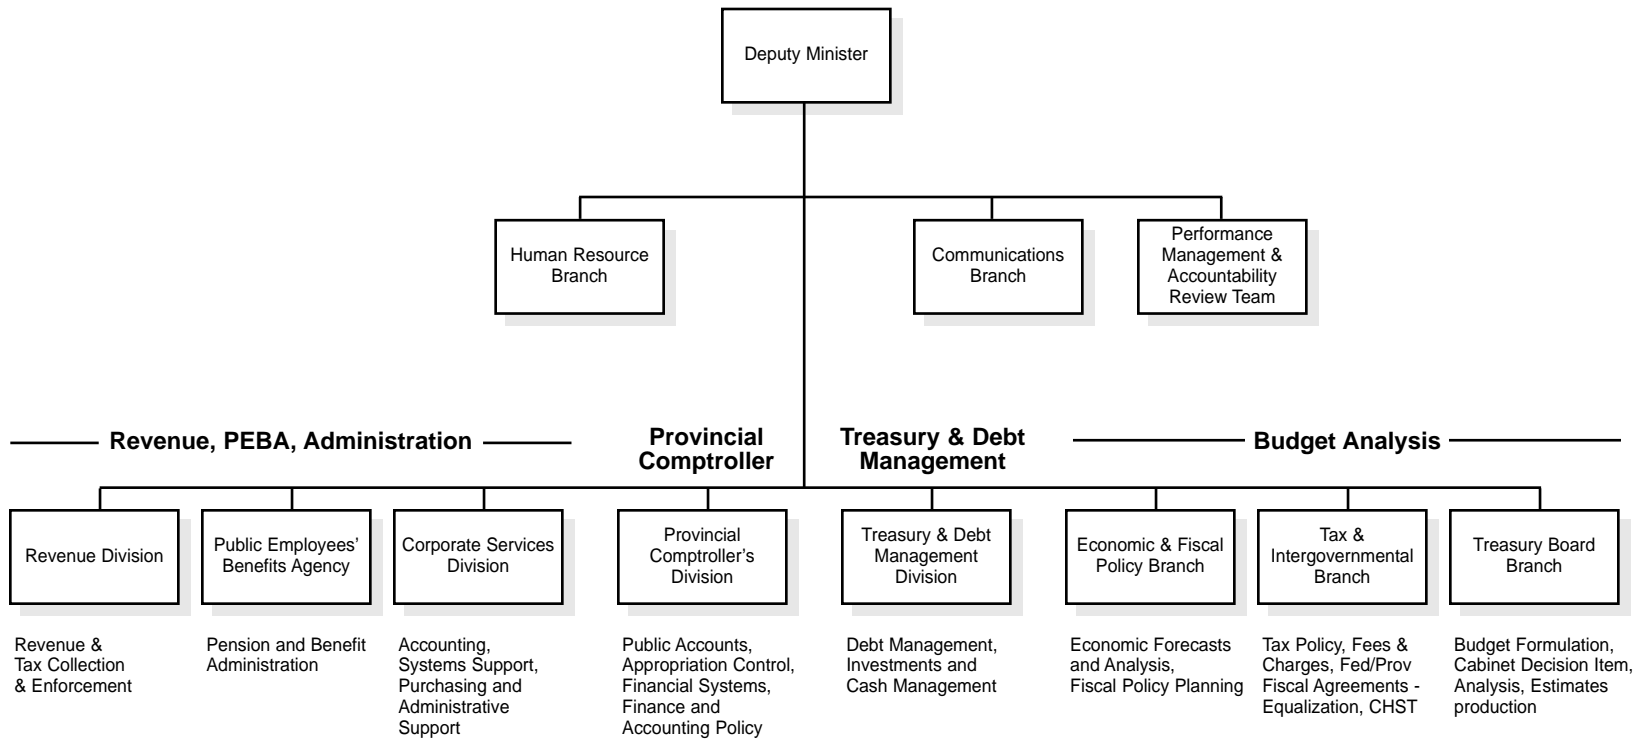 Deputy Minister
Human Resource
Branch
Communications
Branch
Performance
Management &
Accountability
Review Team
Revenue, PEBA, Administration
Provincial
Comptroller
Treasury & Debt
Management
Budget Analysis
Revenue Division
Public Employees’
Benefits Agency
Corporate Services
Division
Provincial
Comptroller's
Division
Treasury & Debt
Management
Division
Economic & Fiscal
Policy Branch
Tax &
Intergovernmental
Branch
Treasury Board
Branch
Revenue &
Tax Collection
& Enforcement
Pension and Benefit
Administration
Accounting,
Systems Support,
Purchasing and
Administrative
Support
Public Accounts,
Appropriation Control,
Financial Systems,
Finance and
Accounting Policy
Debt Management,
Investments and
Cash Management
Economic Forecasts
and Analysis,
Fiscal Policy Planning
Tax Policy, Fees &
Charges, Fed/Prov
Fiscal Agreements -
Equalization, CHST
Budget Formulation,
Cabinet Decision Item,
Analysis, Estimates
production